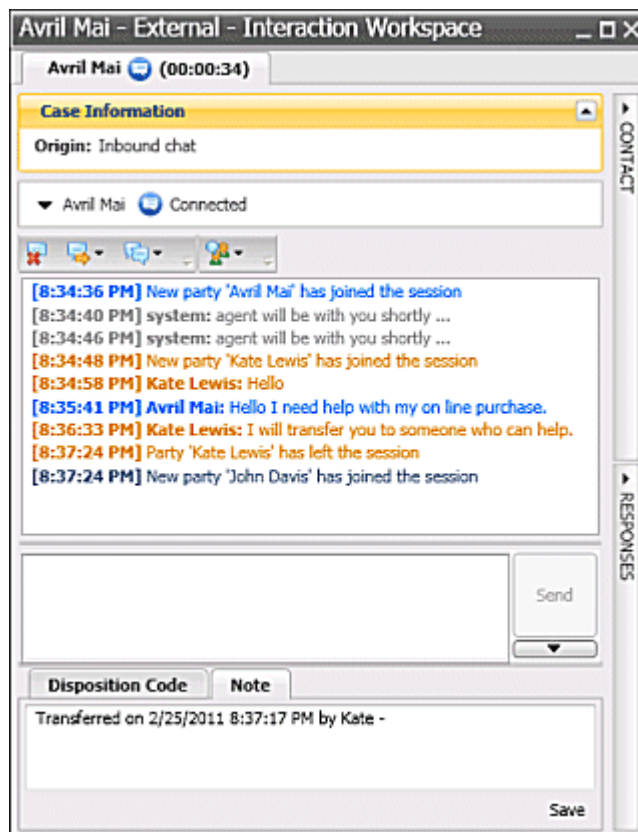 Avril Mai - External - Interaction Workspace
Avril Mai (00:00:34)
Case Information
Origin: Inbound chat
Avril Mai Connected
[8:34:36 PM] New party 'Avril Mai' has joined the session
[8:34:40 PM] system: agent will be with you shortly ...
[8:34:46 PM] system: agent will be with you shortly ...
[8:34:48 PM] New party 'Kate Lewis' has joined the session
[8:34:58 PM] Kate Lewis: Hello
[8:35:41 PM] Avril Mai: Hello I need help with my on line purchase.
[8:36:33 PM] Kate Lewis: I will transfer you to someone who can help.
[8:37:24 PM] Party 'Kate Lewis' has left the session
[8:37:24 PM] New party 'John Davis' has joined the session
Send
Disposition Code Note
Transferred on 2/25/2011 8:37:17 PM by Kate -
Save
CONTACT
RESPONSES